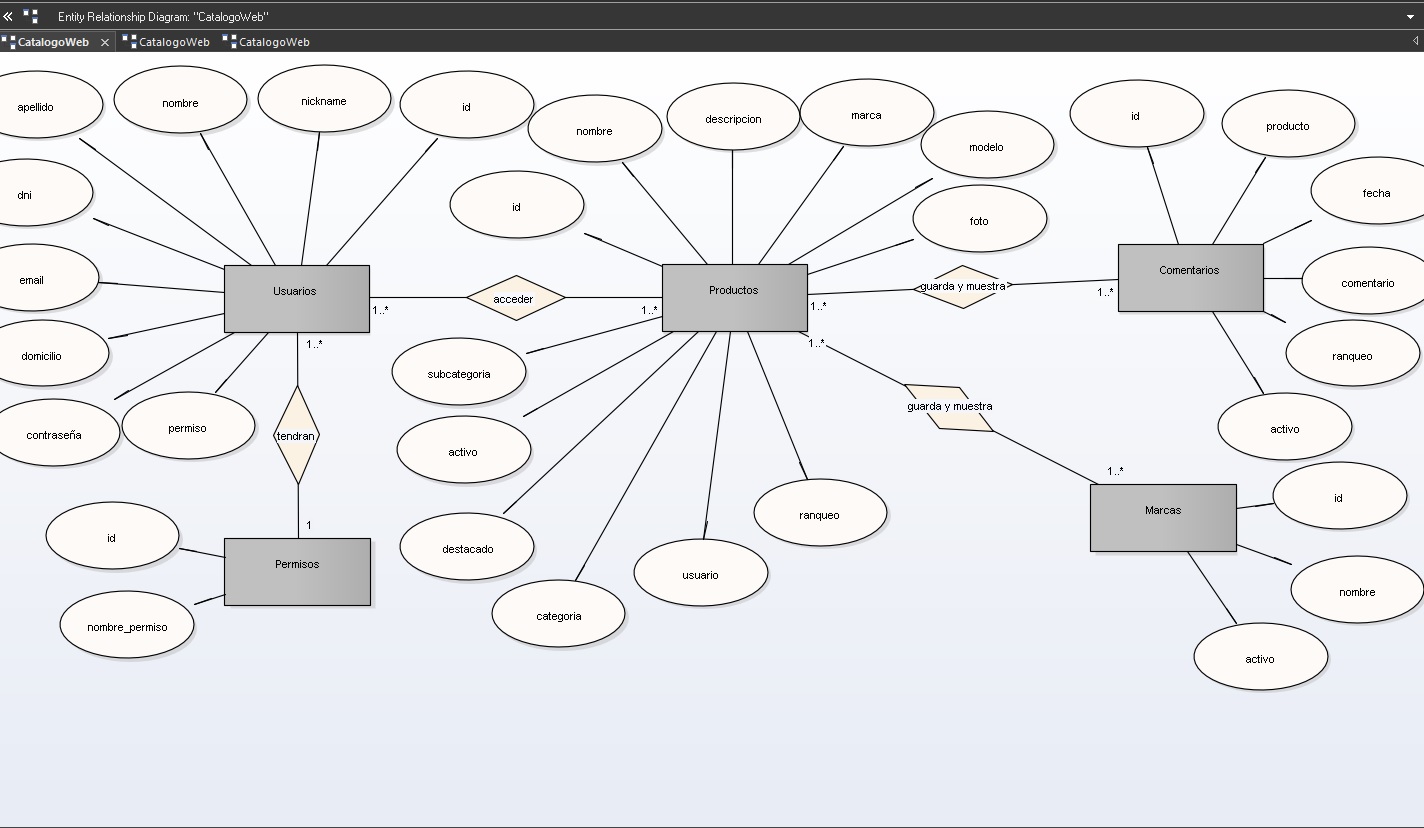 Entity Relationship Diagram: "CatalogoWeb"
CatalogoWeb
CatalogoWeb
CatalogoWeb
apellido
nombre
nickname
id
dni
email
domicilio
contraseña
permiso
Usuarios
1..*
acceder
1..*
1..*
tendran
1
id
nombre_permiso
Permisos
id
nombre
descripcion
marca
modelo
foto
Productos
subcategoria
activo
destacado
categoria
usuario
ranqueo
1..*
guarda y muestra
1..*
1..*
guarda y muestra
1..*
id
producto
fecha
comentario
ranqueo
activo
Comentarios
Marcas
id
nombre
activo